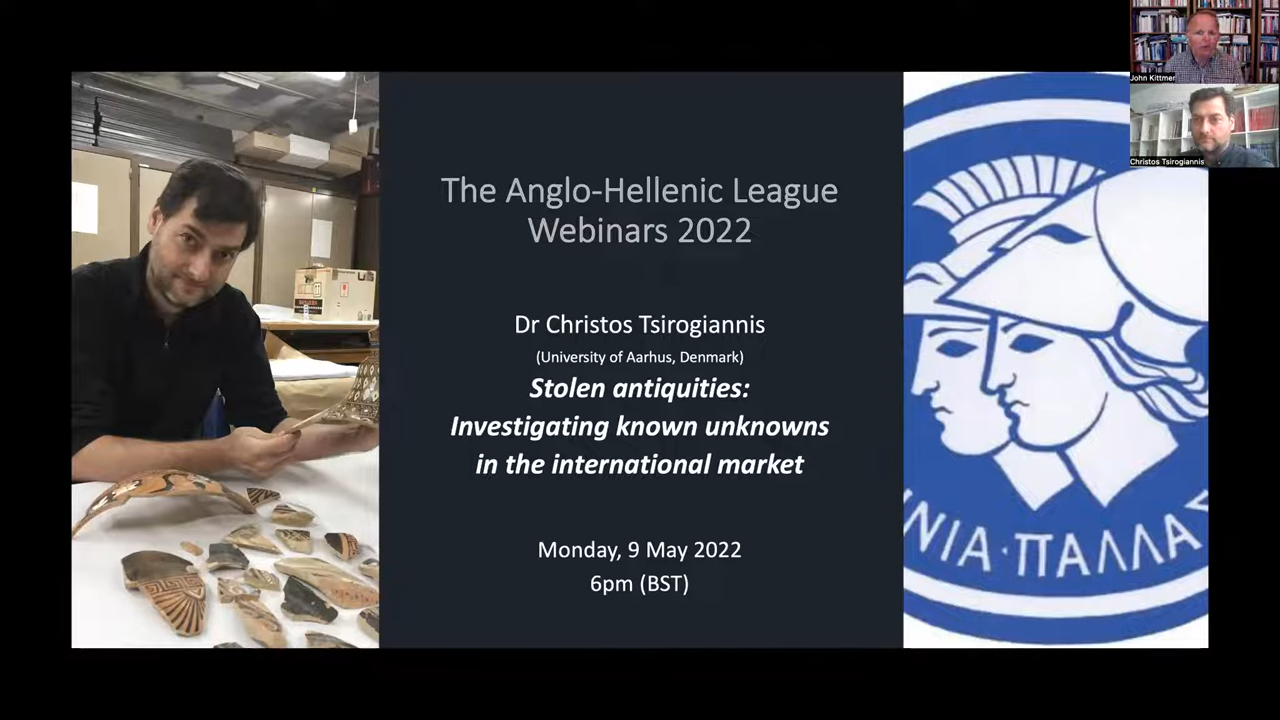 John Kittmer
Christos Tsirogiannis
The Anglo-Hellenic League
Webinars 2022
Dr Christos Tsirogiannis
(University of Aarhus, Denmark)
Stolen antiquities:
Investigating known unknowns
in the international market
Monday, 9 May 2022
6pm (BST)
ΝΙΑ·ΠΑΛΛΑ